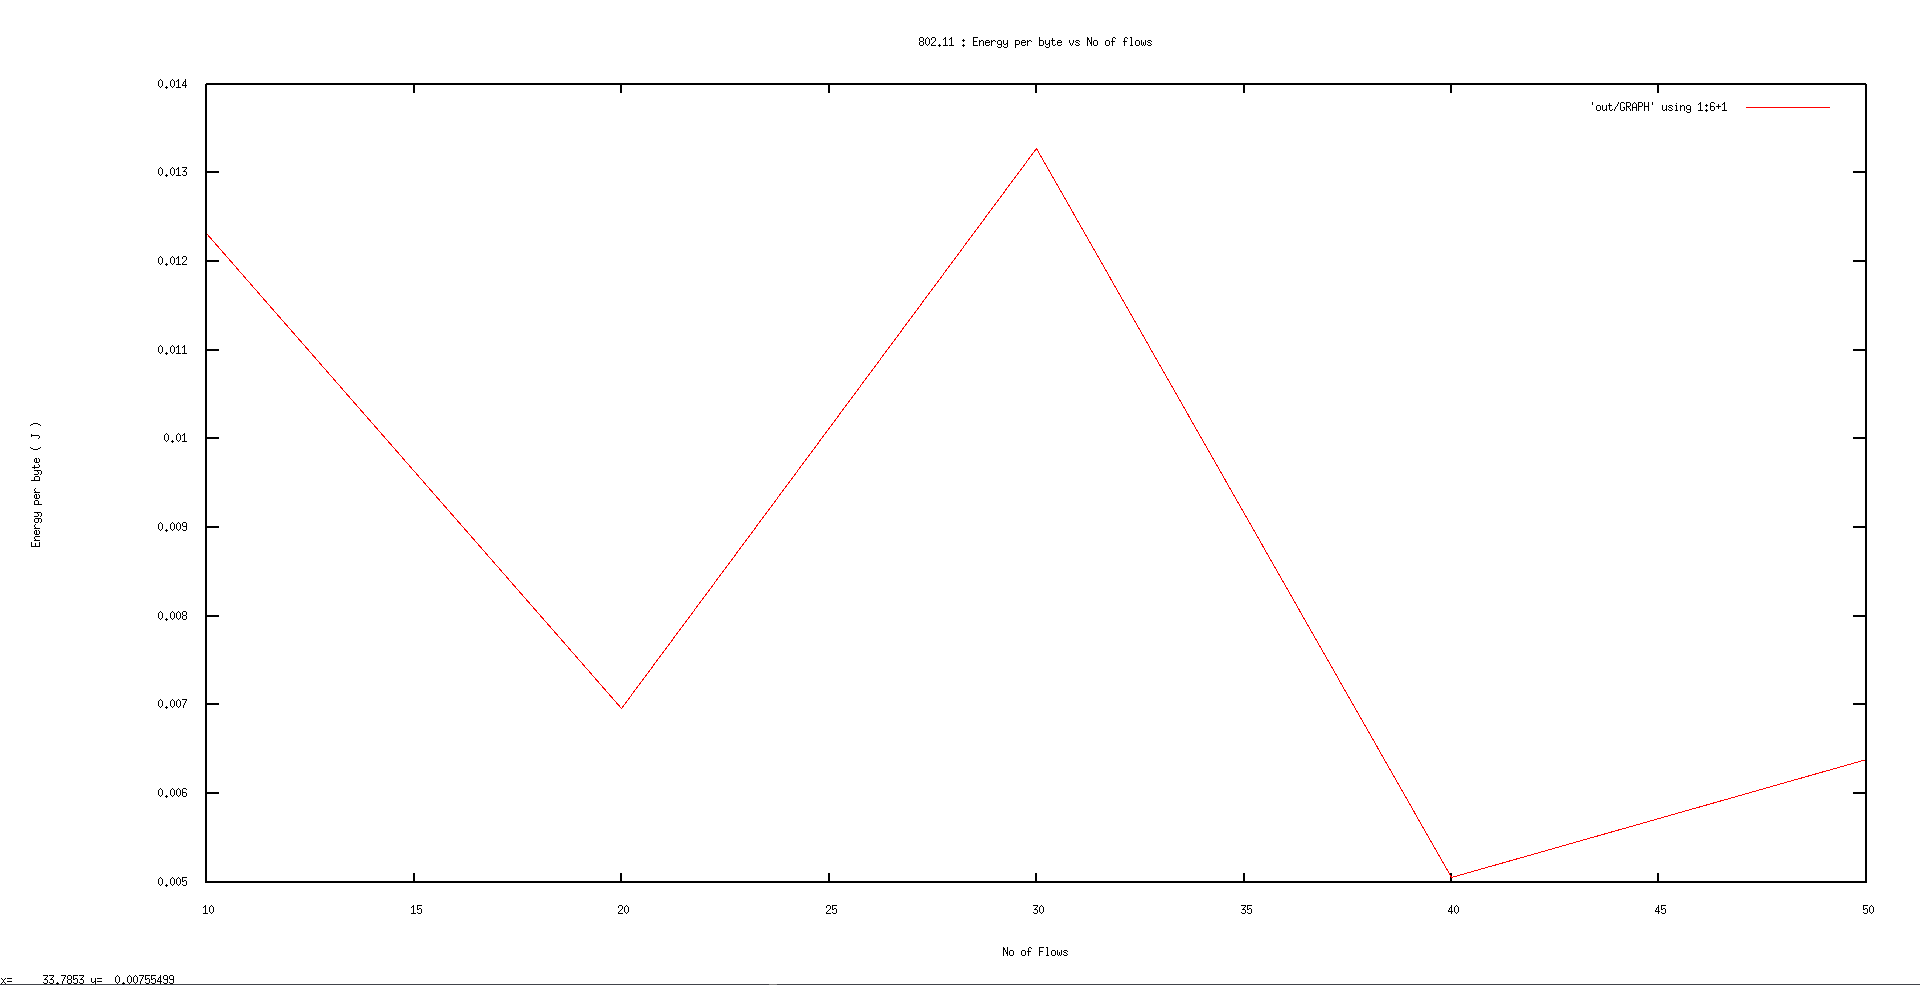 802.11 : Energy per byte vs No of flows
'out/GRAPH' using 1:6+1
0.014
0.013
0.012
0.011
0.01
0.009
0.008
0.007
0.006
0.005
Energy per byte ( J )
10 15 20 25 30 35 40 45 50
No of Flows
x= 33.7853 y= 0.00755499